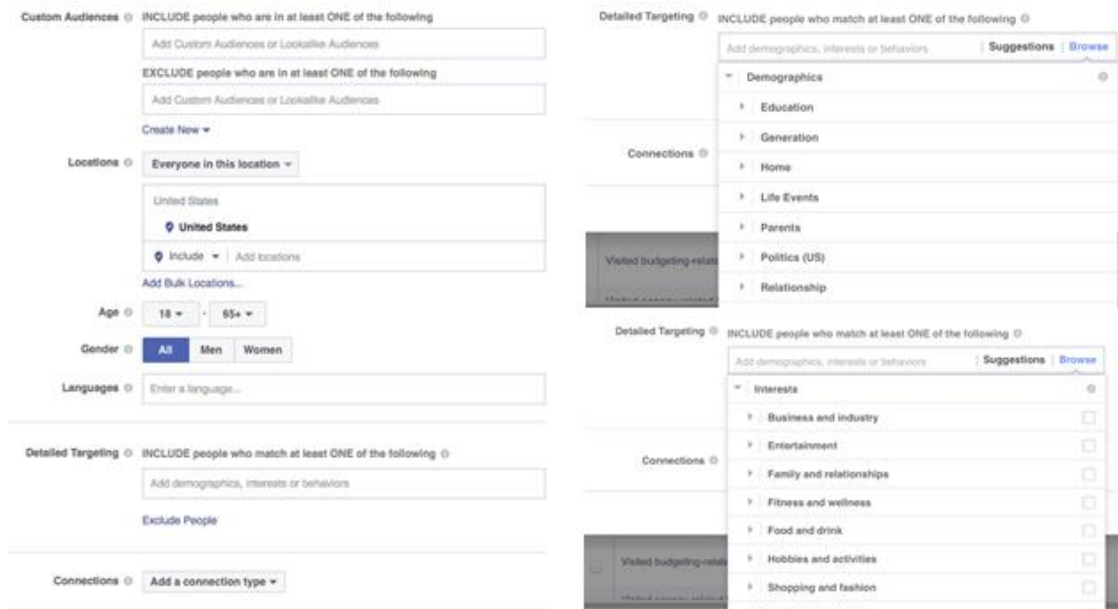 Custom Audiences INCLUDE people who are in at least ONE of the following
Add Custom Audiences or Lookalike Audiences
EXCLUDE people who are in at least ONE of the following
Add Custom Audiences or Lookalike Audiences
Create New
Locations Everyone in this location
United States
United States
Include Add locations
Add Bulk Locations...
Age 18 - 65+
Gender All Men Women
Languages Enter a language...
Detailed Targeting INCLUDE people who match at least ONE of the following
Add demographics, interests or behaviors
Exclude People
Connections Add a connection type
Detailed Targeting INCLUDE people who match at least ONE of the following
Add demographics, interests or behaviors Suggestions Browse
Demographics
Education
Generation
Connections
Home
Life Events
Parents
Visited budgeting-relate
Politics (US)
Relationship
Detailed Targeting INCLUDE people who match at least ONE of the following
Add demographics, interests or behaviors Suggestions Browse
Interests
Business and industry
Entertainment
Connections
Family and relationships
Fitness and wellness
Food and drink
Visited budgeting-relate
Hobbies and activities
Shopping and fashion